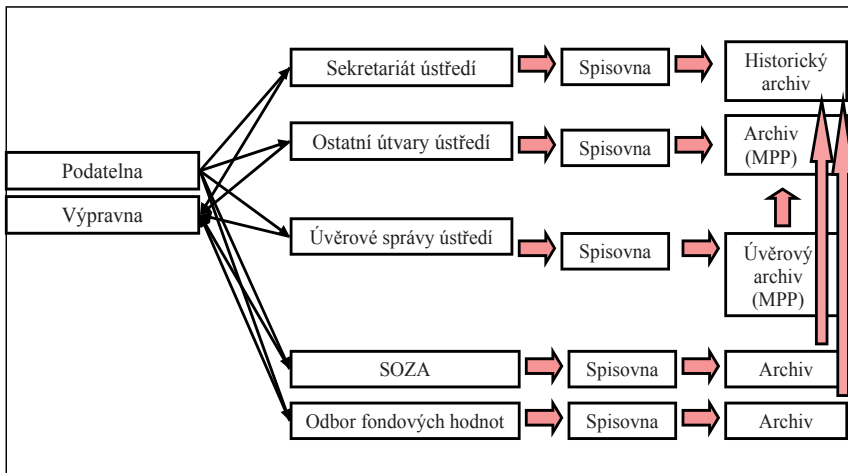 Sekretariát ústředí
Spisovna
Historický
archiv
Ostatní útvary ústředí
Spisovna
Archiv
(MPP)
Podatelna
Výpravna
Úvěrové správy ústředí
Spisovna
Úvěrový
archiv
(MPP)
SOZA
Spisovna
Archiv
Odbor fondových hodnot
Spisovna
Archiv